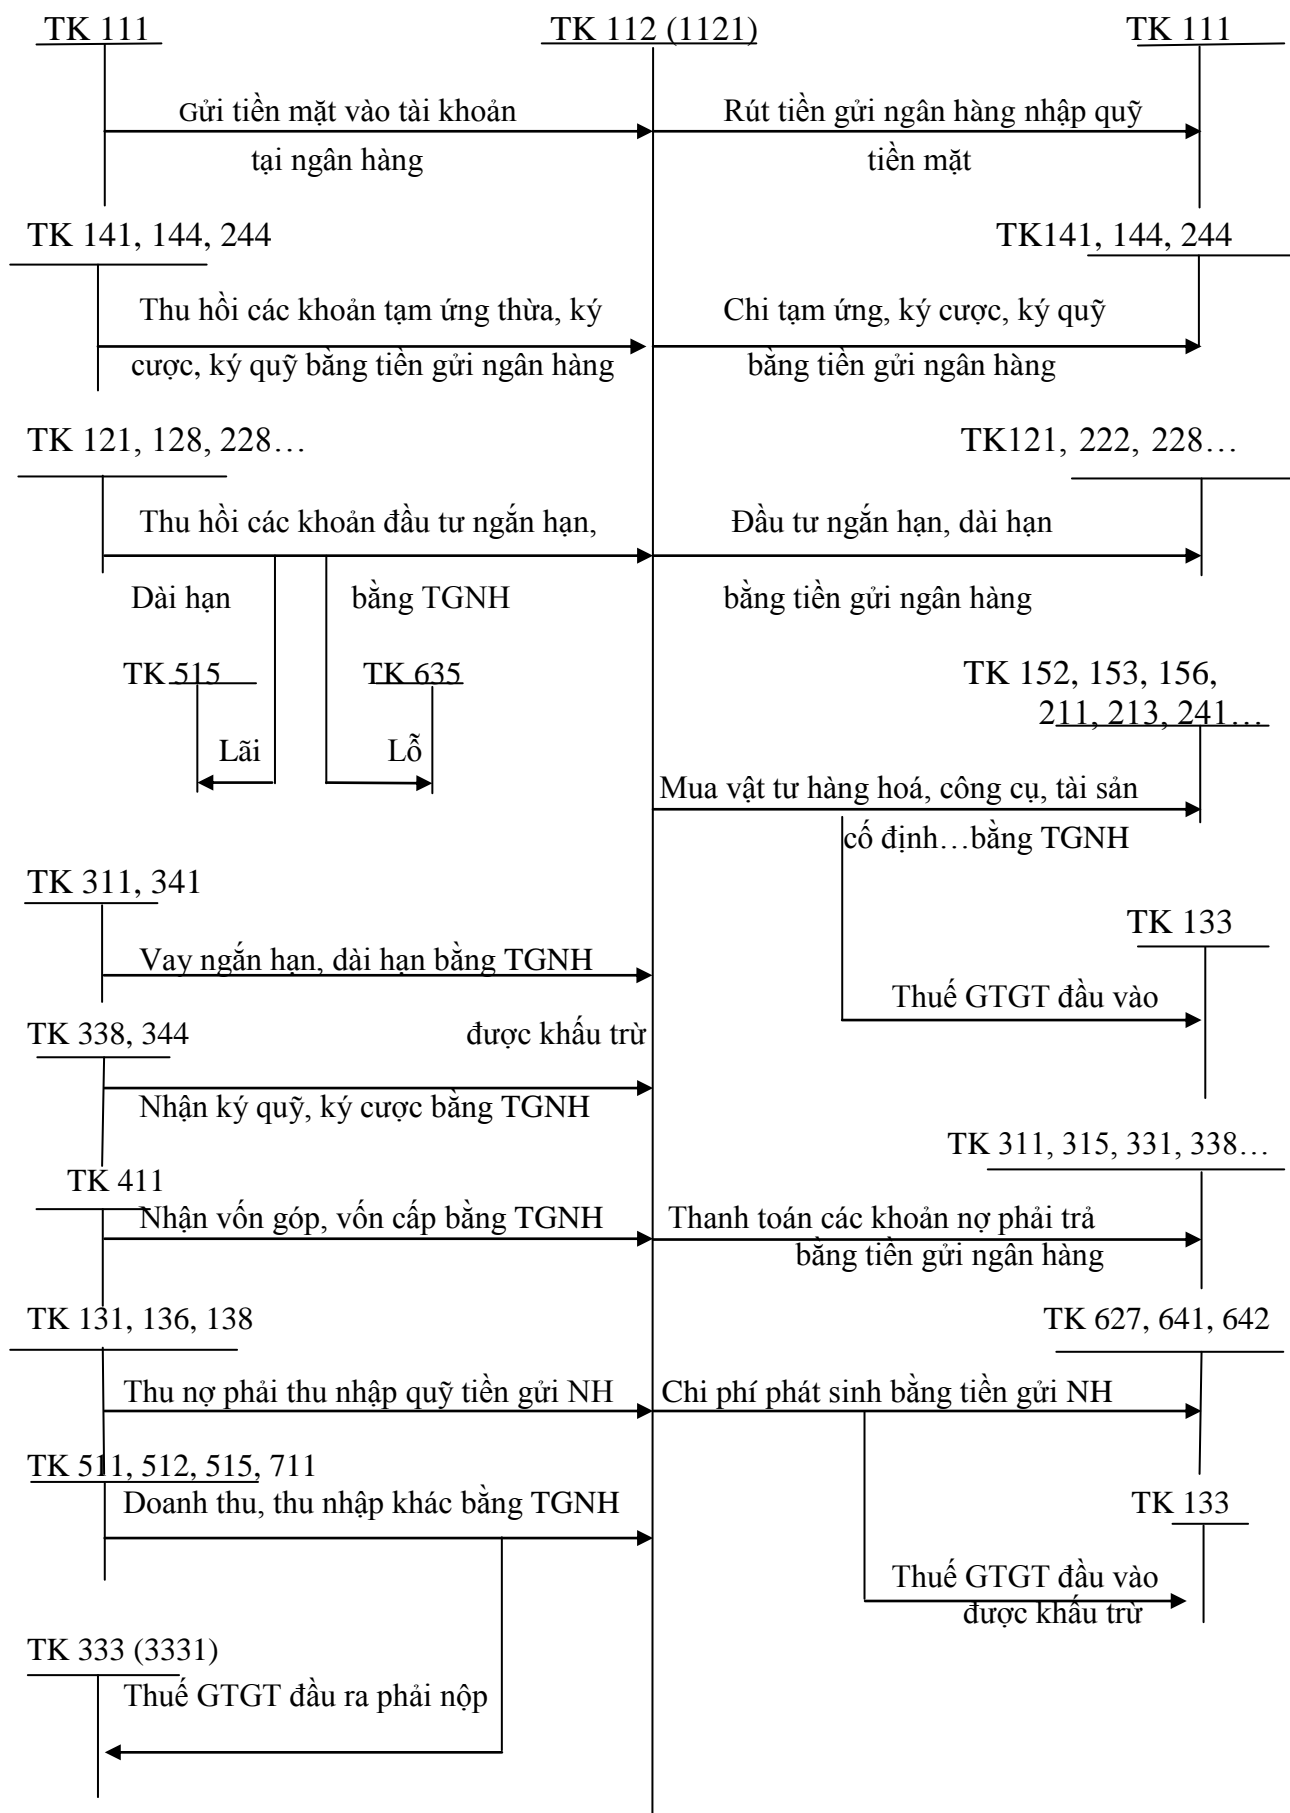 TK 111
TK 112 (1121)
TK 111
Gửi tiền mặt vào tài khoản
tại ngân hàng
Rút tiền gửi ngân hàng nhập quỹ
tiền mặt
TK 141, 144, 244
TK141, 144, 244
Thu hồi các khoản tạm ứng thừa, ký
cược, ký quỹ bằng tiền gửi ngân hàng
Chi tạm ứng, ký cược, ký quỹ
bằng tiền gửi ngân hàng
TK 121, 128, 228…
TK121, 222, 228…
Thu hồi các khoản đầu tư ngắn hạn,
Dài hạn
bằng TGNH
Đầu tư ngắn hạn, dài hạn
bằng tiền gửi ngân hàng
TK 515
TK 635
Lãi
Lỗ
TK 152, 153, 156,
211, 213, 241…
Mua vật tư hàng hoá, công cụ, tài sản
cố định…bằng TGNH
TK 311, 341
Vay ngắn hạn, dài hạn bằng TGNH
TK 133
Thuế GTGT đầu vào
TK 338, 344
được khấu trừ
Nhận ký quỹ, ký cược bằng TGNH
TK 311, 315, 331, 338…
TK 411
Nhận vốn góp, vốn cấp bằng TGNH
Thanh toán các khoản nợ phải trả
bằng tiền gửi ngân hàng
TK 131, 136, 138
TK 627, 641, 642
Thu nợ phải thu nhập quỹ tiền gửi NH
Chi phí phát sinh bằng tiền gửi NH
TK 511, 512, 515, 711
Doanh thu, thu nhập khác bằng TGNH
TK 133
Thuế GTGT đầu vào
được khấu trừ
TK 333 (3331)
Thuế GTGT đầu ra phải nộp